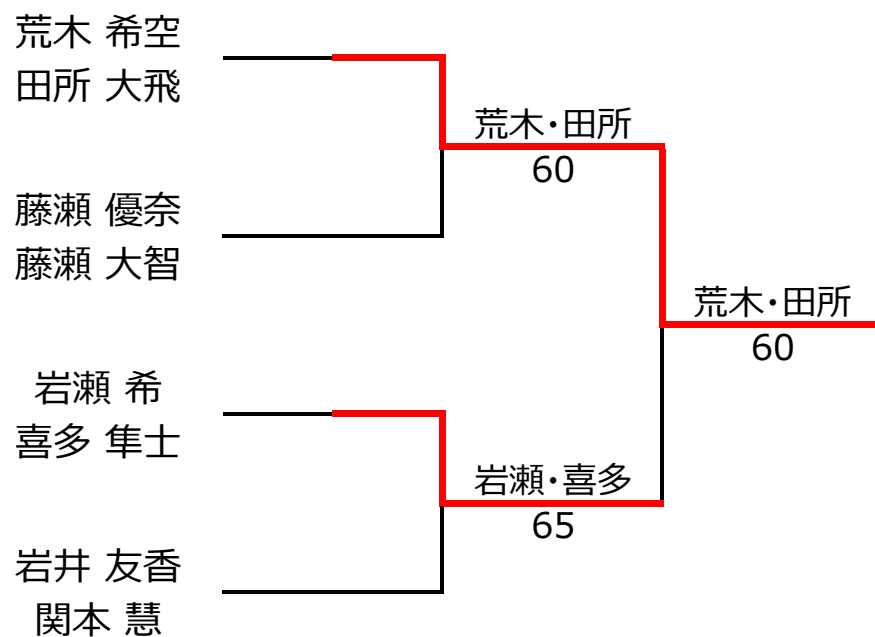 荒木 希空
田所 大飛
荒木・田所
60
藤瀬 優奈
藤瀬 大智
荒木・田所
60
岩瀬 希
喜多 隼士
岩瀬・喜多
65
岩井 友香
関本 慧